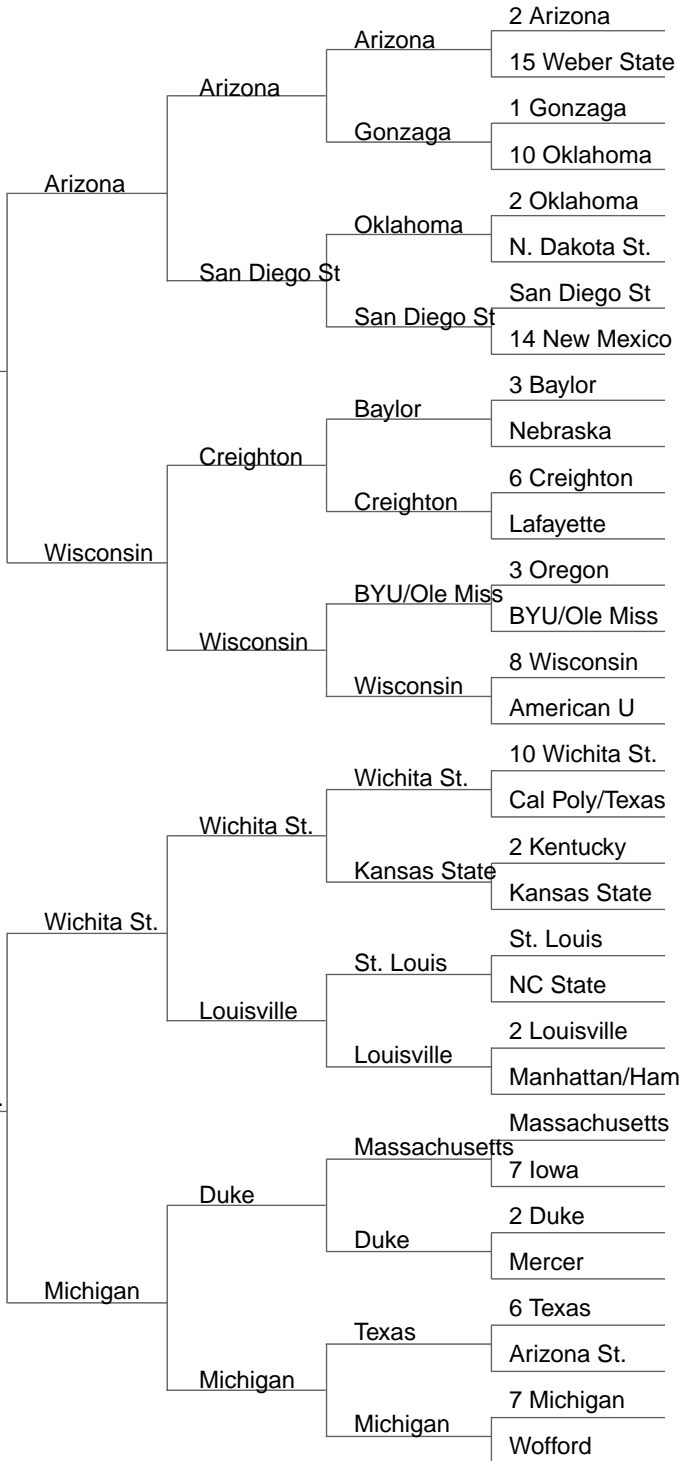 2 Arizona
Arizona
15 Weber State
Arizona
1 Gonzaga
Gonzaga
10 Oklahoma
Arizona
2 Oklahoma
Oklahoma
N. Dakota St.
San Diego St
San Diego St
San Diego St
14 New Mexico
3 Baylor
Baylor
Nebraska
Creighton
6 Creighton
Creighton
Lafayette
Wisconsin
3 Oregon
BYU/Ole Miss
BYU/Ole Miss
Wisconsin
8 Wisconsin
Wisconsin
American U
10 Wichita St.
Wichita St.
Cal Poly/Texas
Wichita St.
2 Kentucky
Kansas State
Kansas State
Wichita St.
St. Louis
St. Louis
NC State
Louisville
2 Louisville
Louisville
Manhattan/Ham
Massachusetts
Massachusetts
7 Iowa
Duke
2 Duke
Duke
Mercer
Michigan
6 Texas
Texas
Arizona St.
Michigan
7 Michigan
Michigan
Wofford